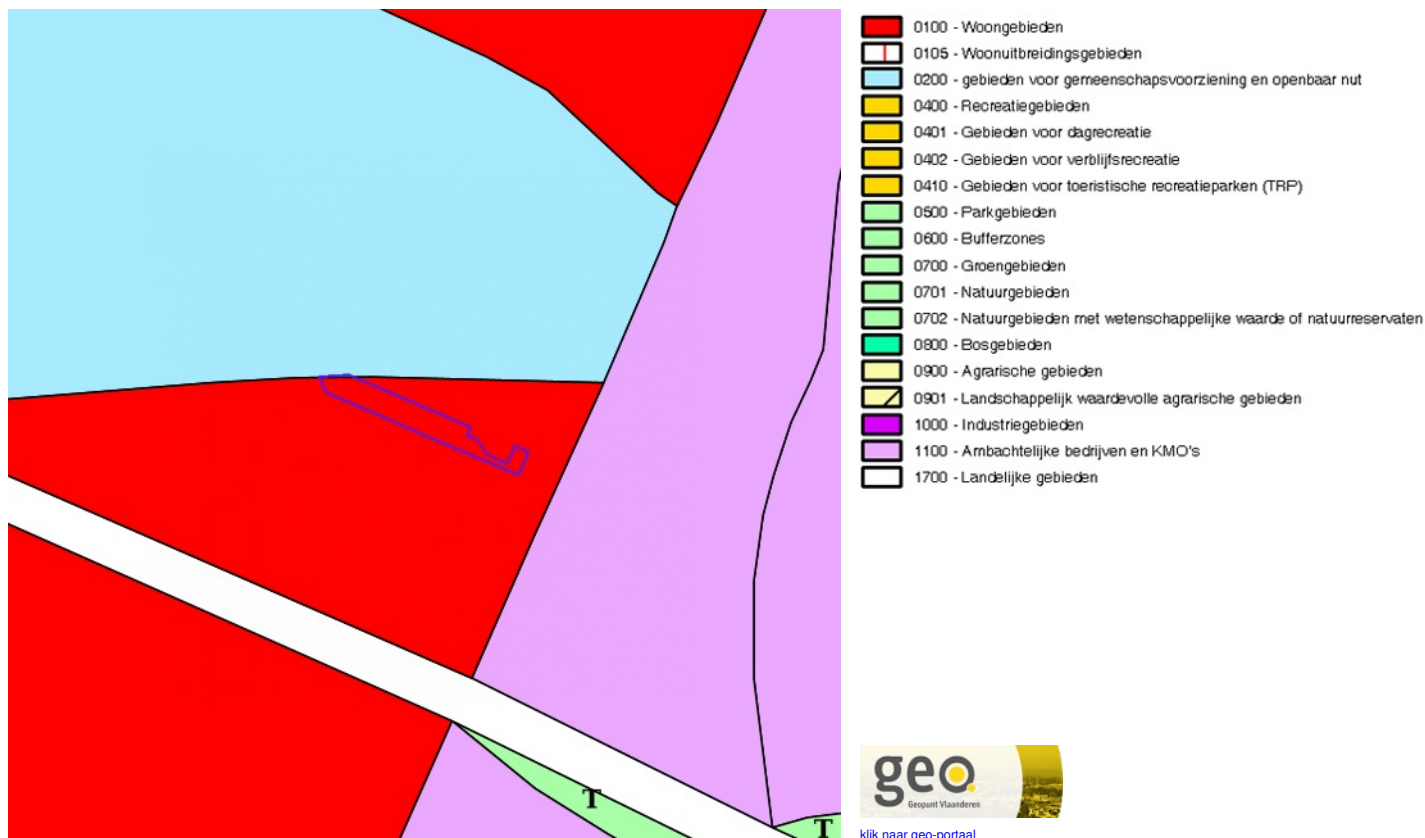 0100 - Woongebieden
0105 - Woonuitbreidingsgebieden
0200 - gebieden voor gemeenschapsvoorziening en openbaar nut
0400 - Recreatiegebieden
0401 - Gebieden voor dagrecreatie
0402 - Gebieden voor verblijfsrecreatie
0410 - Gebieden voor toeristische recreatieparken (TRP)
0500 - Parkgebieden
0600 - Bufferzones
0700 - Groengebieden
0701 - Natuurgebieden
0702 - Natuurgebieden met wetenschappelijke waarde of natuurreservaten
0800 - Bosgebieden
0900 - Agrarische gebieden
0901 - Landschappelijk waardevolle agrarische gebieden
1000 - Industriegebieden
1100 - Ambachtelijke bedrijven en KMO's
1700 - Landelijke gebieden
T
T
geo.
Geopunt Vlaanderen
klik naar geo-portaal